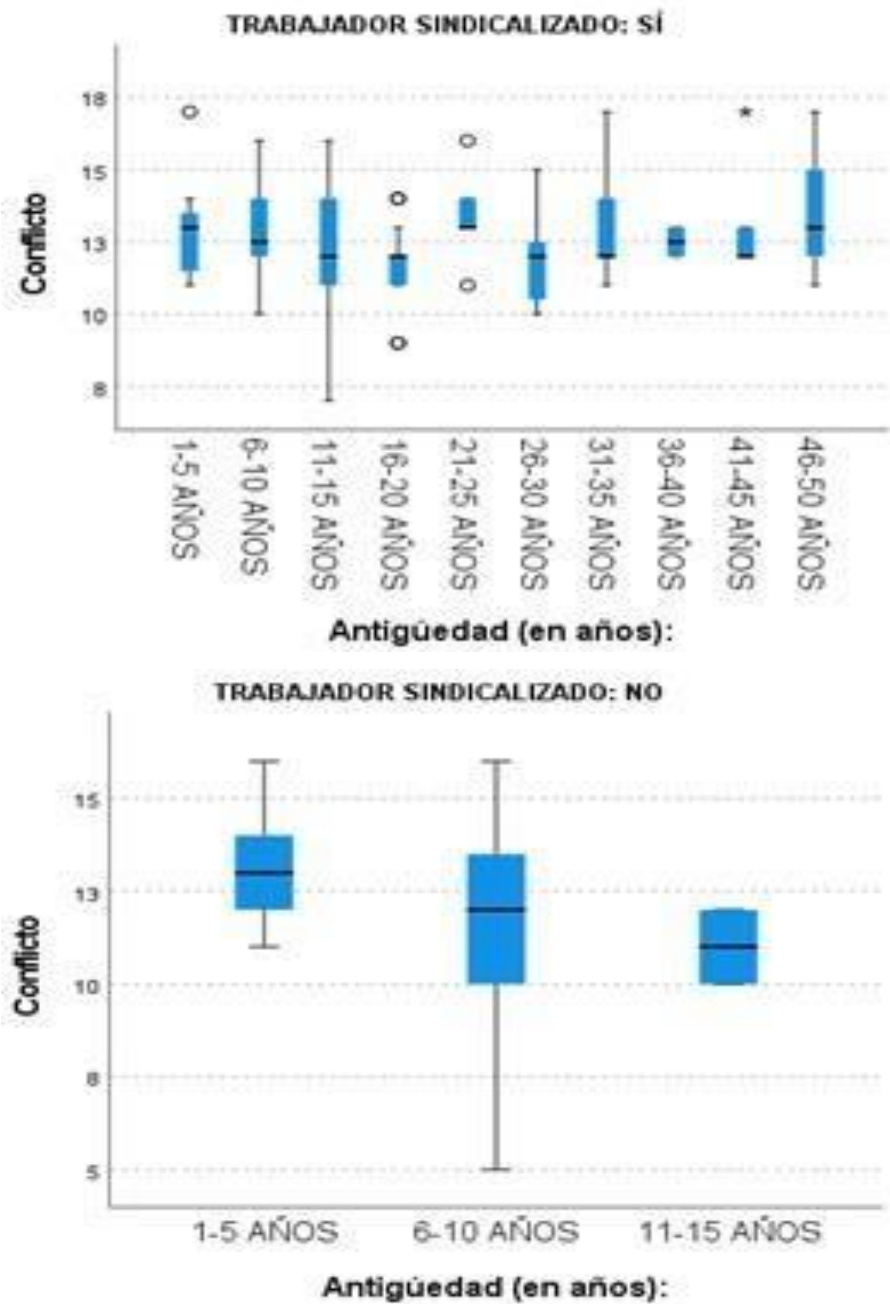 TRABAJADOR SINDICALIZADO: SÍ
Conflicto
18
15
13
10
8
1-5 AÑOS
6-10 AÑOS
11-15 AÑOS
16-20 AÑOS
21-25 AÑOS
26-30 AÑOS
31-35 AÑOS
36-40 AÑOS
41-45 AÑOS
46-50 AÑOS
Antigüedad (en años):
TRABAJADOR SINDICALIZADO: NO
Conflicto
15
13
10
8
5
1-5 AÑOS 6-10 AÑOS 11-15 AÑOS
Antigüedad (en años):